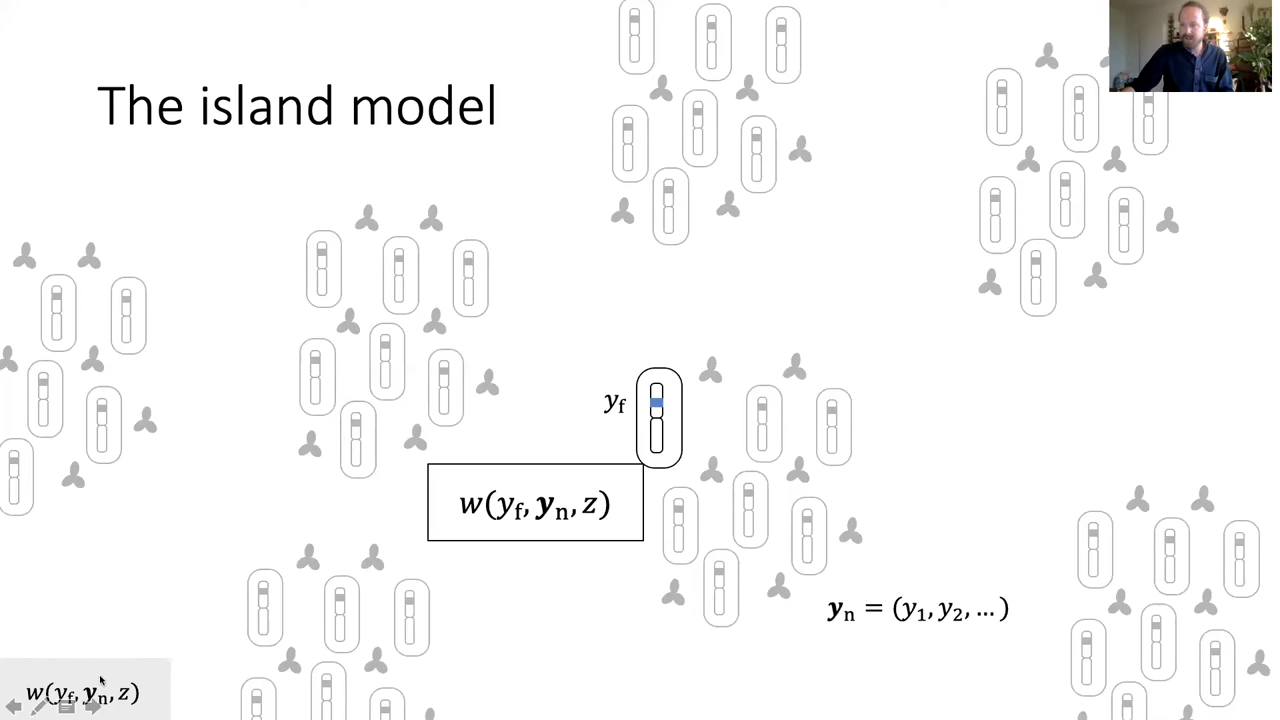 The island model
y_f
w(y_f, y_n, z)
y_n = (y_1, y_2, … )
w(y_f, y_n, z)